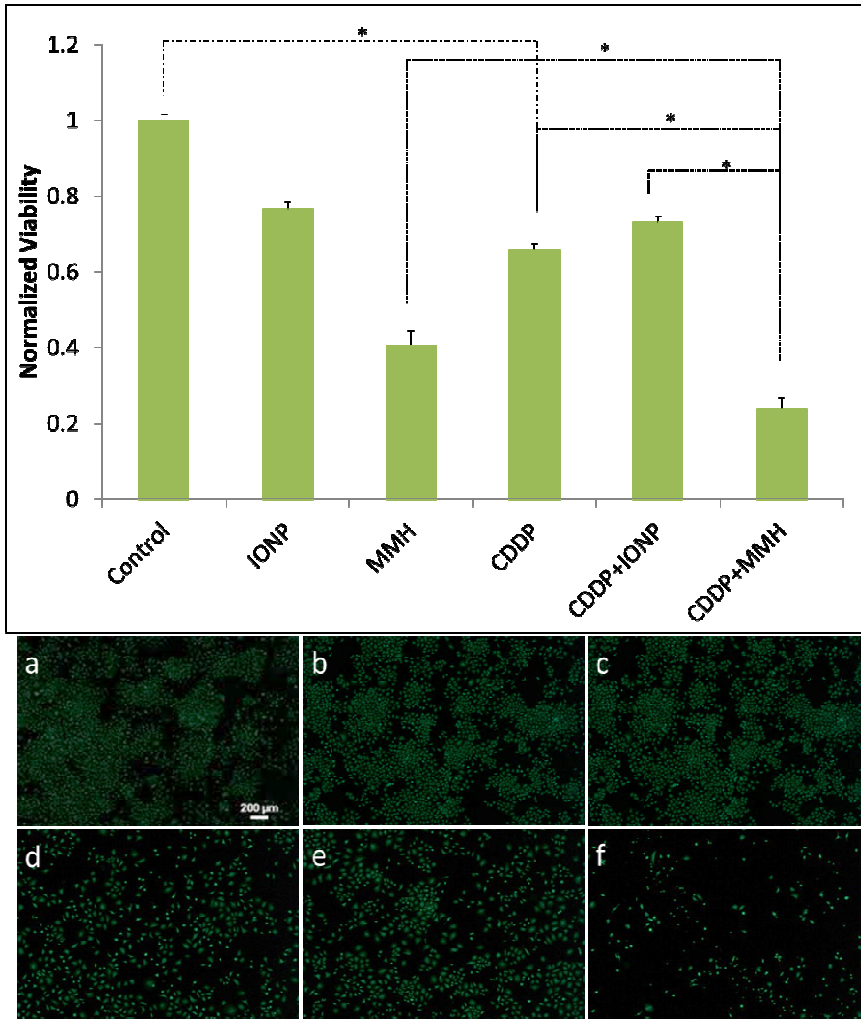 1.2
1
0.8
0.6
0.4
0.2
0
Normalized Viability
*
*
*
*
Control
IONP
MMH
CDDP
CDDP+IONP
CDDP+MMH
a
b
c
200 µm
d
e
f